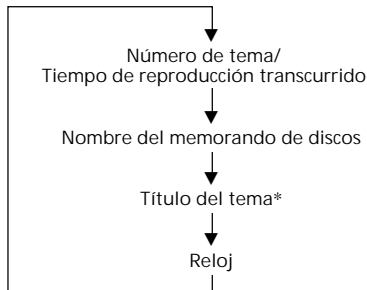 Número de tema/
Tiempo de reproducción transcurrido
Nombre del memorando de discos
Título del tema*
Reloj